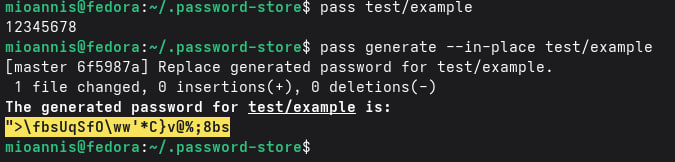 mioannis@fedora:~/.password-store$ pass test/example
12345678
mioannis@fedora:~/.password-store$ pass generate --in-place test/example
[master 6f5987a] Replace generated password for test/example.
 1 file changed, 0 insertions(+), 0 deletions(-)
The generated password for test/example is:
">\fbsUqSfO\ww'*C}v@%;8bs
mioannis@fedora:~/.password-store$